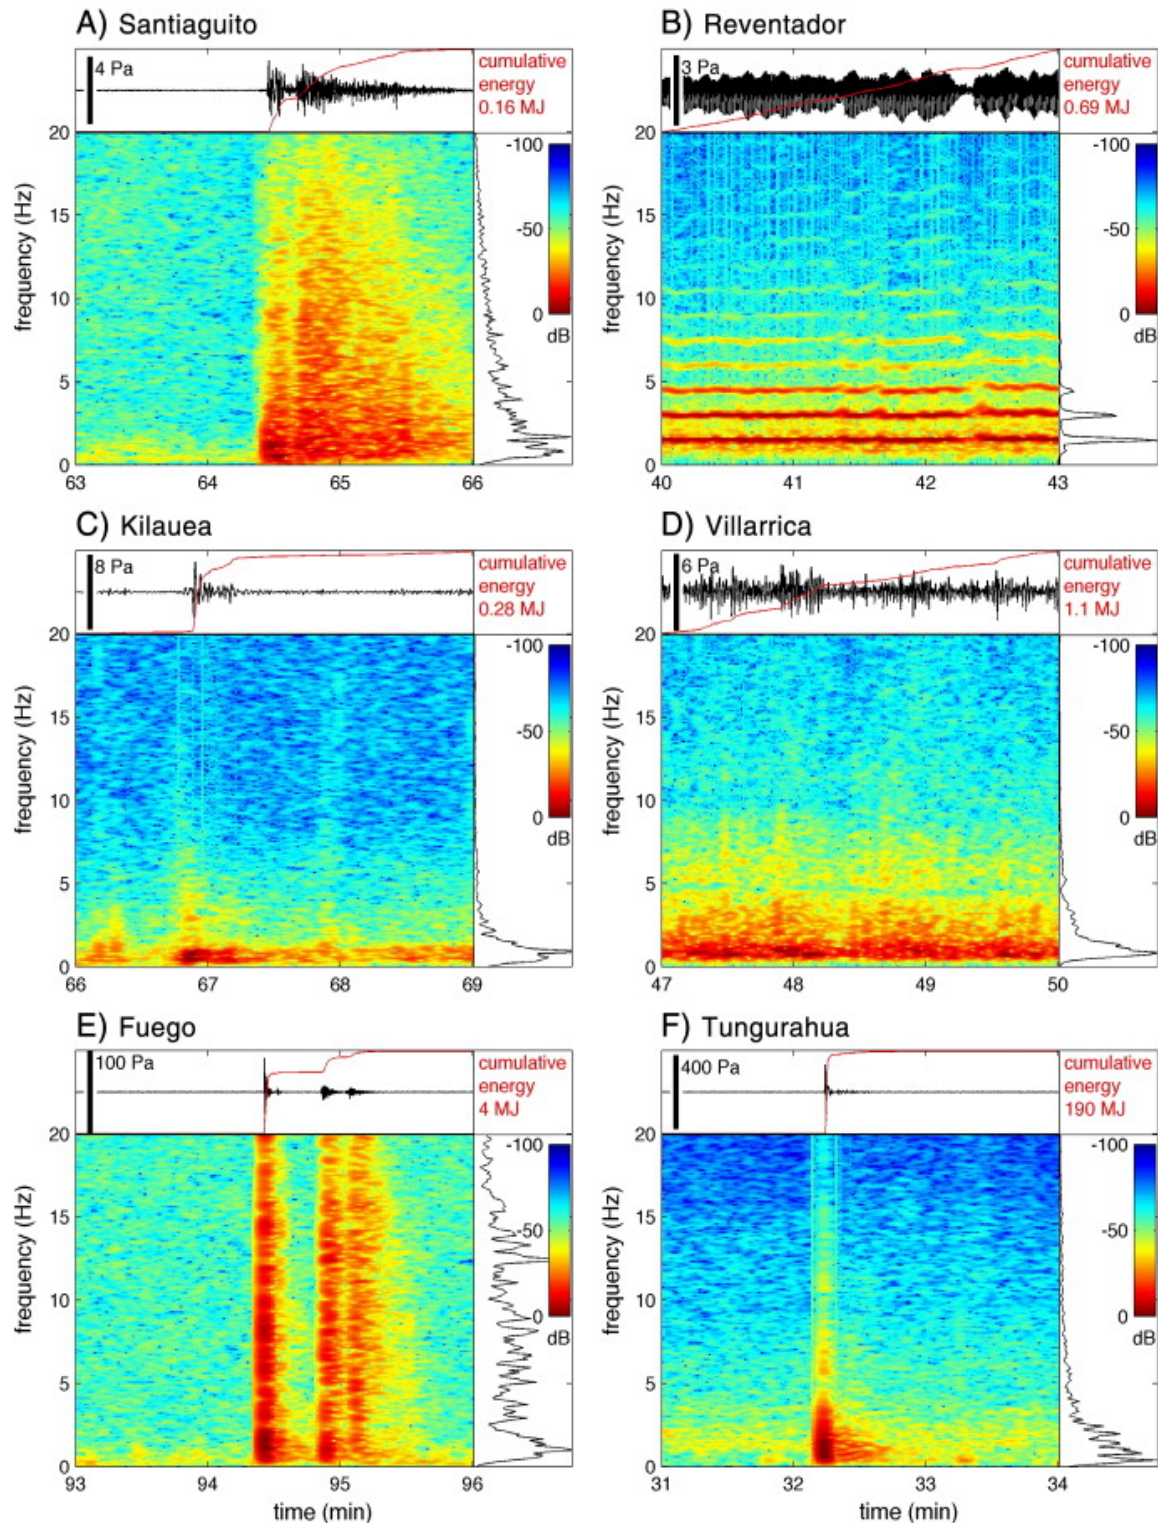 A) Santiaguito
4 Pa
cumulative
energy
0.16 MJ
20
15
10
5
0
frequency (Hz)
-100
-50
0
dB
63 64 65 66
B) Reventador
3 Pa
cumulative
energy
0.69 MJ
20
15
10
5
0
frequency (Hz)
-100
-50
0
dB
40 41 42 43
C) Kilauea
8 Pa
cumulative
energy
0.28 MJ
20
15
10
5
0
frequency (Hz)
-100
-50
0
dB
66 67 68 69
D) Villarrica
6 Pa
cumulative
energy
1.1 MJ
20
15
10
5
0
frequency (Hz)
-100
-50
0
dB
47 48 49 50
E) Fuego
100 Pa
cumulative
energy
4 MJ
20
15
10
5
0
frequency (Hz)
-100
-50
0
dB
93 94 95 96
time (min)
F) Tungurahua
400 Pa
cumulative
energy
190 MJ
20
15
10
5
0
frequency (Hz)
-100
-50
0
dB
31 32 33 34
time (min)